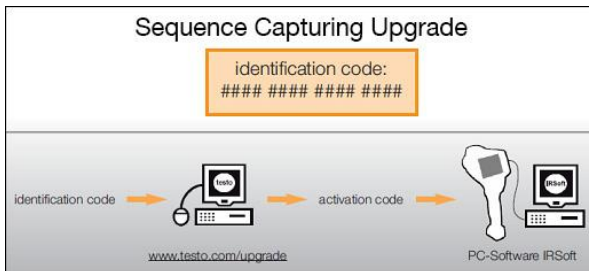 Sequence Capturing Upgrade
identification code:
#### #### #### ####
identification code
testo
activation code
IRSoft
www.testo.com/upgrade
PC-Software IRSoft